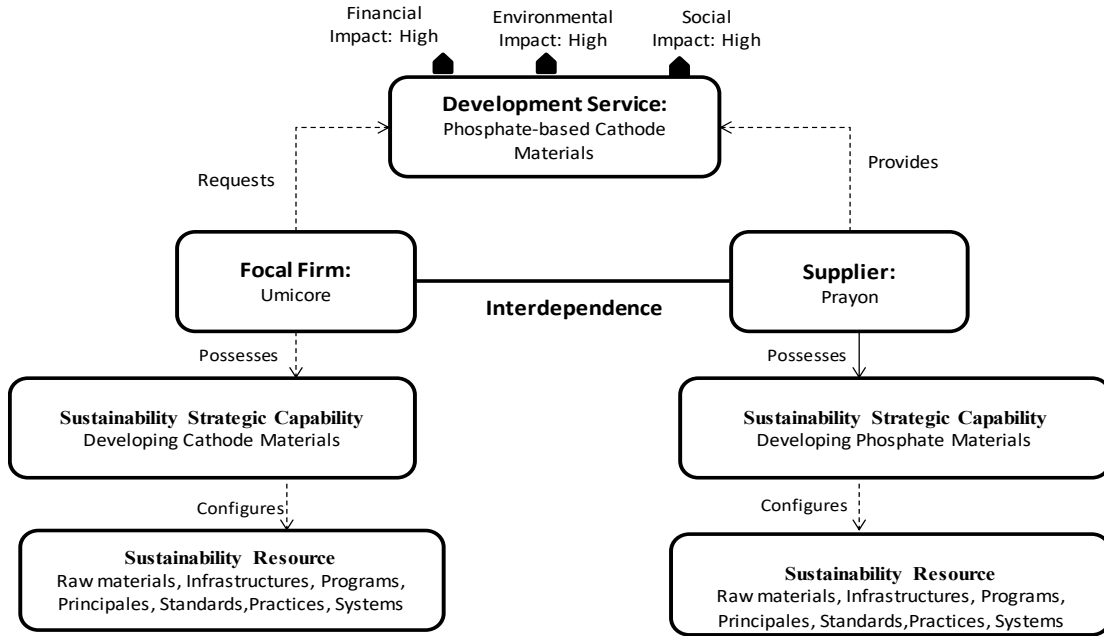 Financial
Impact: High
Environmental
Impact: High
Social
Impact: High
Development Service:
Phosphate-based Cathode
Materials
Requests
Provides
Focal Firm:
Umicore
Interdependence
Supplier:
Prayon
Possesses
Possesses
Sustainability Strategic Capability
Developing Cathode Materials
Sustainability Strategic Capability
Developing Phosphate Materials
Configures
Configures
Sustainability Resource
Raw materials, Infrastructures, Programs,
Principales, Standards,Practices, Systems
Sustainability Resource
Raw materials, Infrastructures, Programs,
Principales, Standards,Practices, Systems